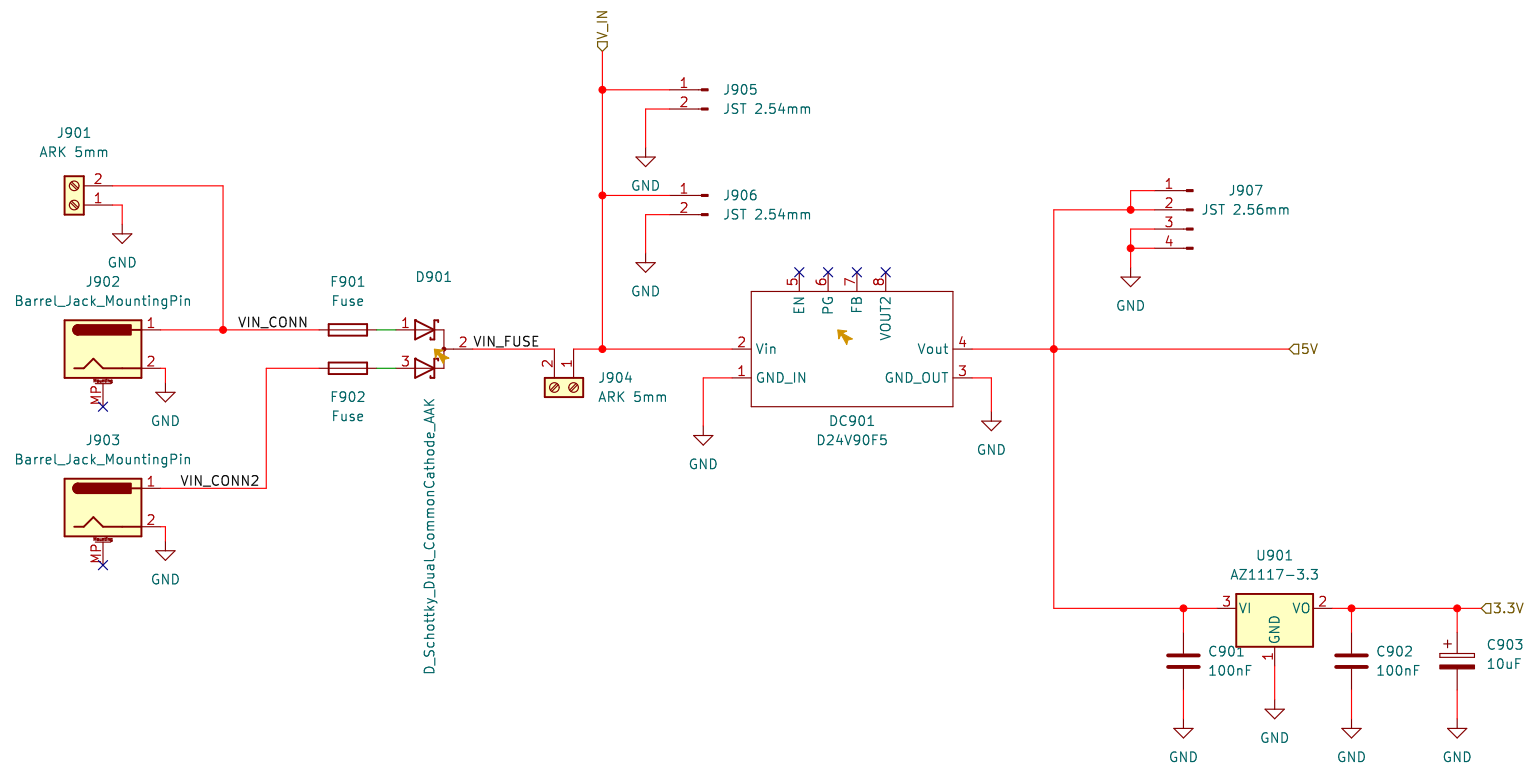 V_IN
1
2
J905
JST 2.54mm
GND
J901
ARK 5mm
2
1
GND
1
2
J906
JST 2.54mm
GND
1
2
3
4
J907
JST 2.56mm
GND
J902
Barrel_Jack_MountingPin
1
2
MP
GND
VIN_CONN
F901
Fuse
D901
1
3
2
VIN_FUSE
F902
Fuse
D_Schottky_Dual_CommonCathode_AAK
2
1
J904
ARK 5mm
5
6
7
8
EN
PG
FB
VOUT2
2
Vin
Vout
4
1
GND_IN
GND_OUT
3
DC901
D24V90F5
GND
GND
5V
J903
Barrel_Jack_MountingPin
1
2
MP
GND
VIN_CONN2
U901
AZ1117-3.3
3
VI
VO
2
GND
1
3.3V
C901
100nF
C902
100nF
+
C903
10uF
GND
GND
GND
GND